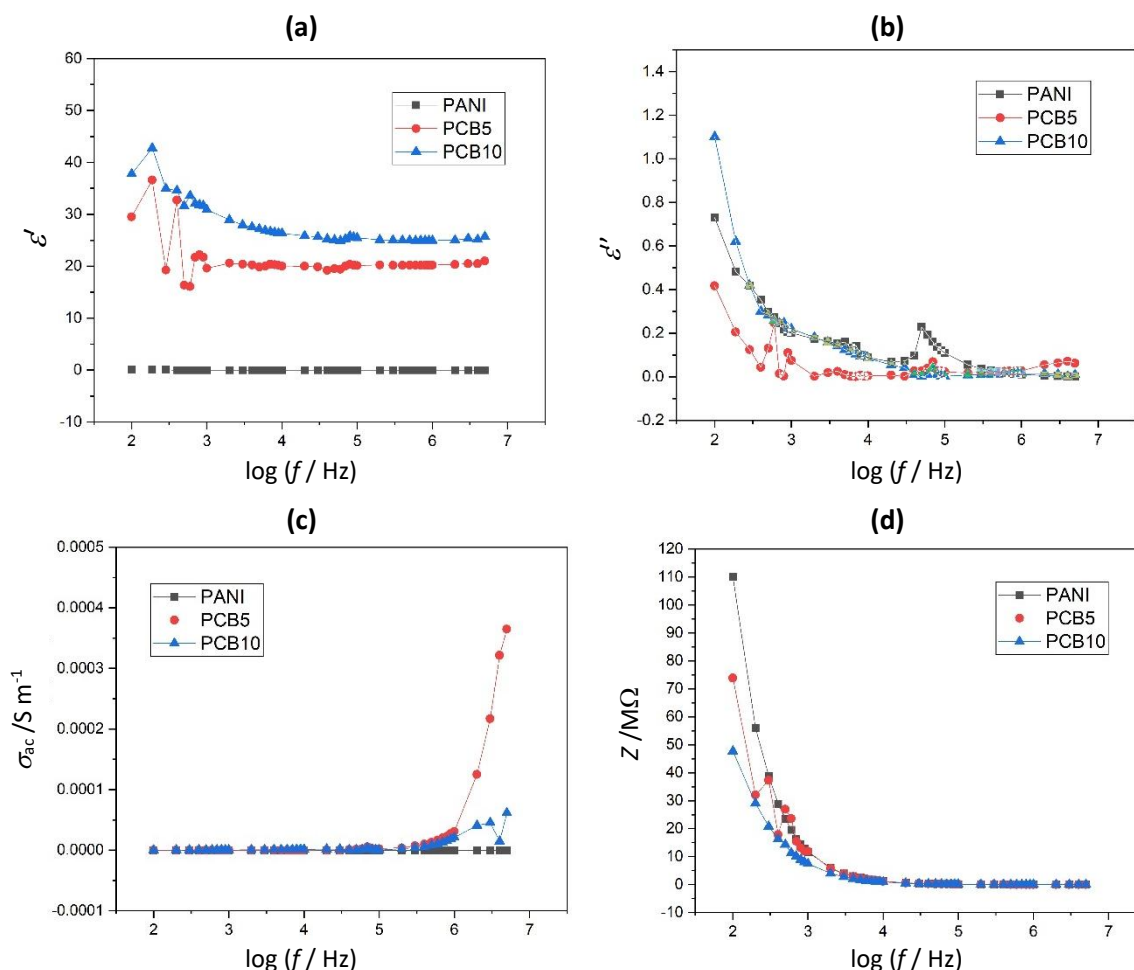 (a)
60
50
40
30
20
10
0
-10
2 3 4 5 6 7
ε'
log (f / Hz)
PANI
PCB5
PCB10
(b)
1.4
1.2
1.0
0.8
0.6
0.4
0.2
0.0
-0.2
2 3 4 5 6 7
ε''
log (f / Hz)
PANI
PCB5
PCB10
(c)
0.0005
0.0004
0.0003
0.0002
0.0001
0.0000
-0.0001
2 3 4 5 6 7
σac /S m⁻¹
log (f / Hz)
PANI
PCB5
PCB10
(d)
120
110
100
90
80
70
60
50
40
30
20
10
0
-10
2 3 4 5 6 7
Z /MΩ
log (f / Hz)
PANI
PCB5
PCB10